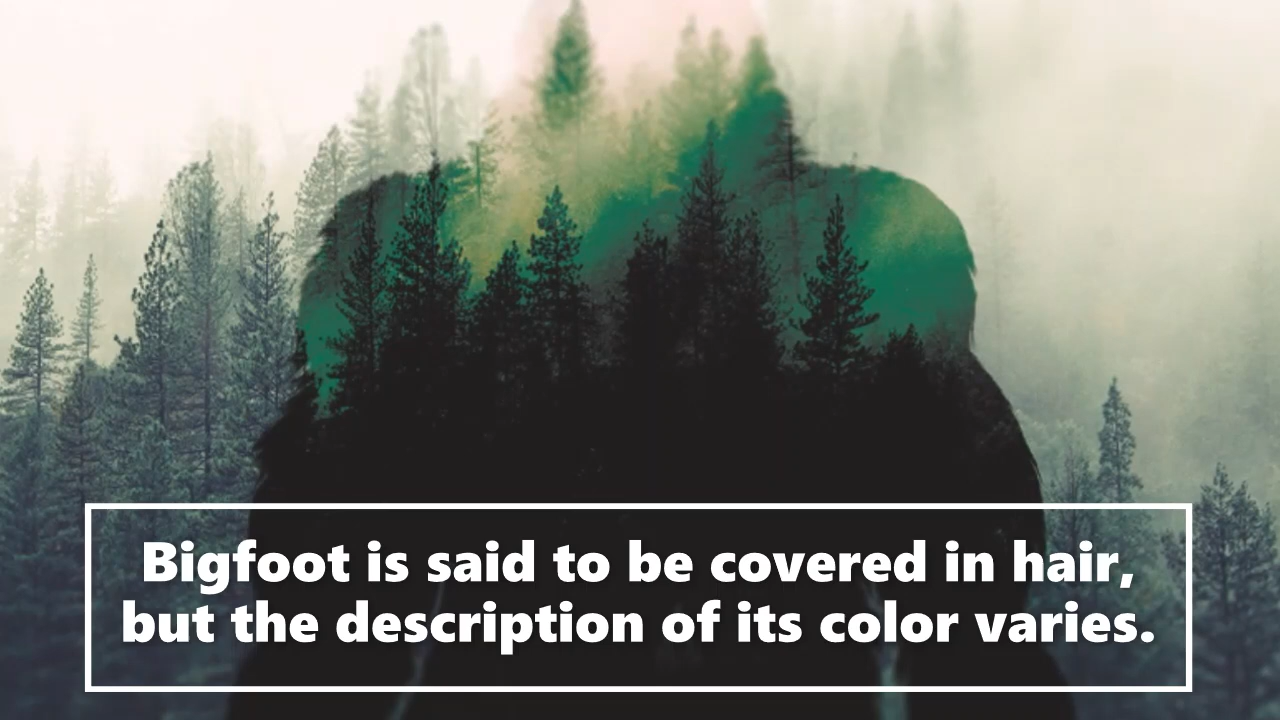 Bigfoot is said to be covered in hair,
but the description of its color varies.